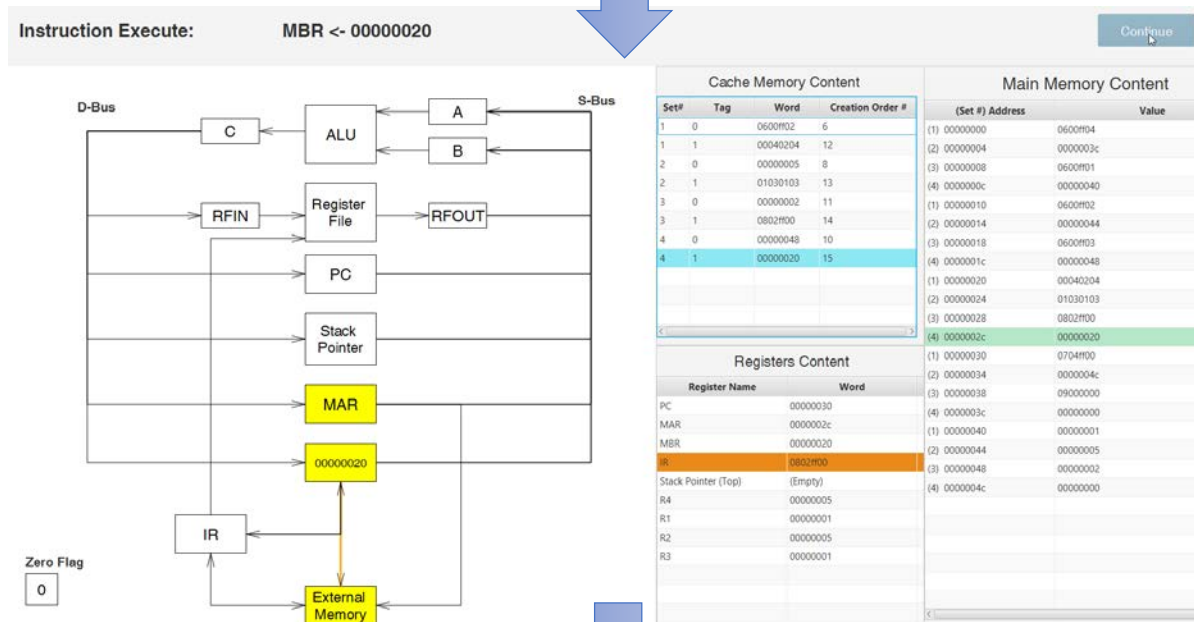 Instruction Execute: MBR <- 00000020
Continue
D-Bus
S-Bus
A
C
ALU
B
RFIN
Register
File
RFOUT
PC
Stack
Pointer
MAR
00000020
IR
Zero Flag
0
External
Memory
Cache Memory Content
Set# Tag Word Creation Order #
1 0 0600ff02 6
1 1 00040204 12
2 0 00000005 8
2 1 01030103 13
3 0 00000002 11
3 1 0802ff00 14
4 0 00000048 10
4 1 00000020 15
Registers Content
Register Name Word
PC 00000030
MAR 0000002c
MBR 00000020
IR 0802ff00
Stack Pointer (Top) (Empty)
R4 00000005
R1 00000001
R2 00000005
R3 00000001
Main Memory Content
(Set #) Address Value
(1) 00000000 0600ff04
(2) 00000004 0000003c
(3) 00000008 0600ff01
(4) 0000000c 00000040
(1) 00000010 0600ff02
(2) 00000014 00000044
(3) 00000018 0600ff03
(4) 0000001c 00000048
(1) 00000020 00040204
(2) 00000024 01030103
(3) 00000028 0802ff00
(4) 0000002c 00000020
(1) 00000030 0704ff00
(2) 00000034 0000004c
(3) 00000038 09000000
(4) 0000003c 00000000
(1) 00000040 00000001
(2) 00000044 00000005
(3) 00000048 00000002
(4) 0000004c 00000000